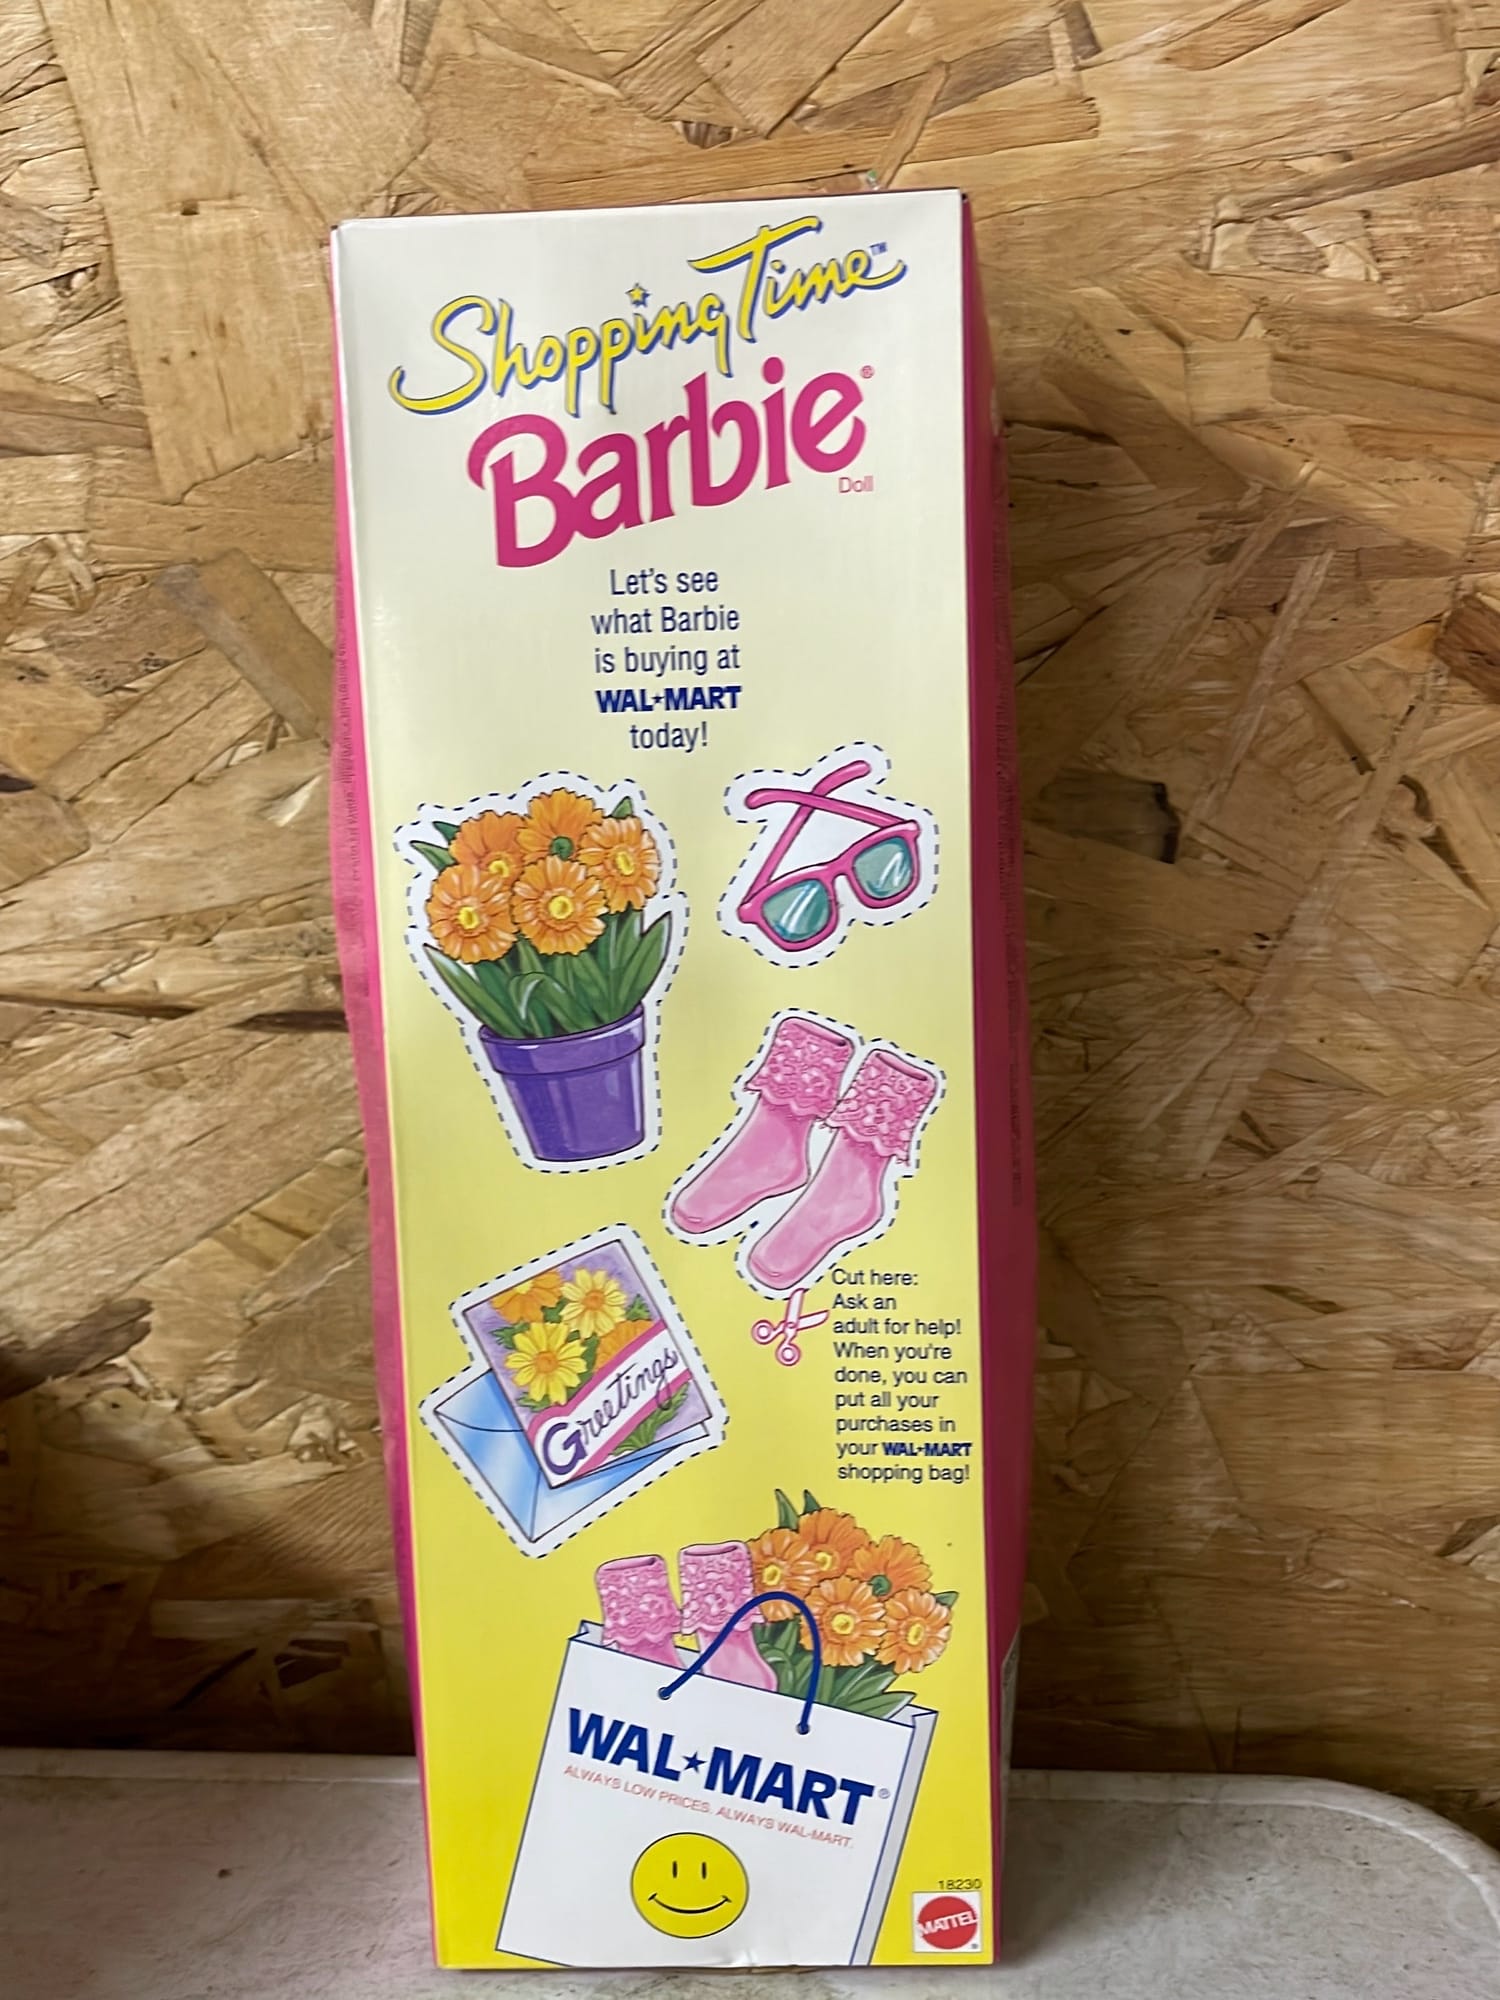 Shopping Time™
Barbie®
Doll
Let's see
what Barbie
is buying at
WAL★MART
today!
Greetings
Cut here:
Ask an
adult for help!
When you're
done, you can
put all your
purchases in
your WAL★MART
shopping bag!
WAL★MART®
ALWAYS LOW PRICES. ALWAYS WAL-MART.
18230
MATTEL®